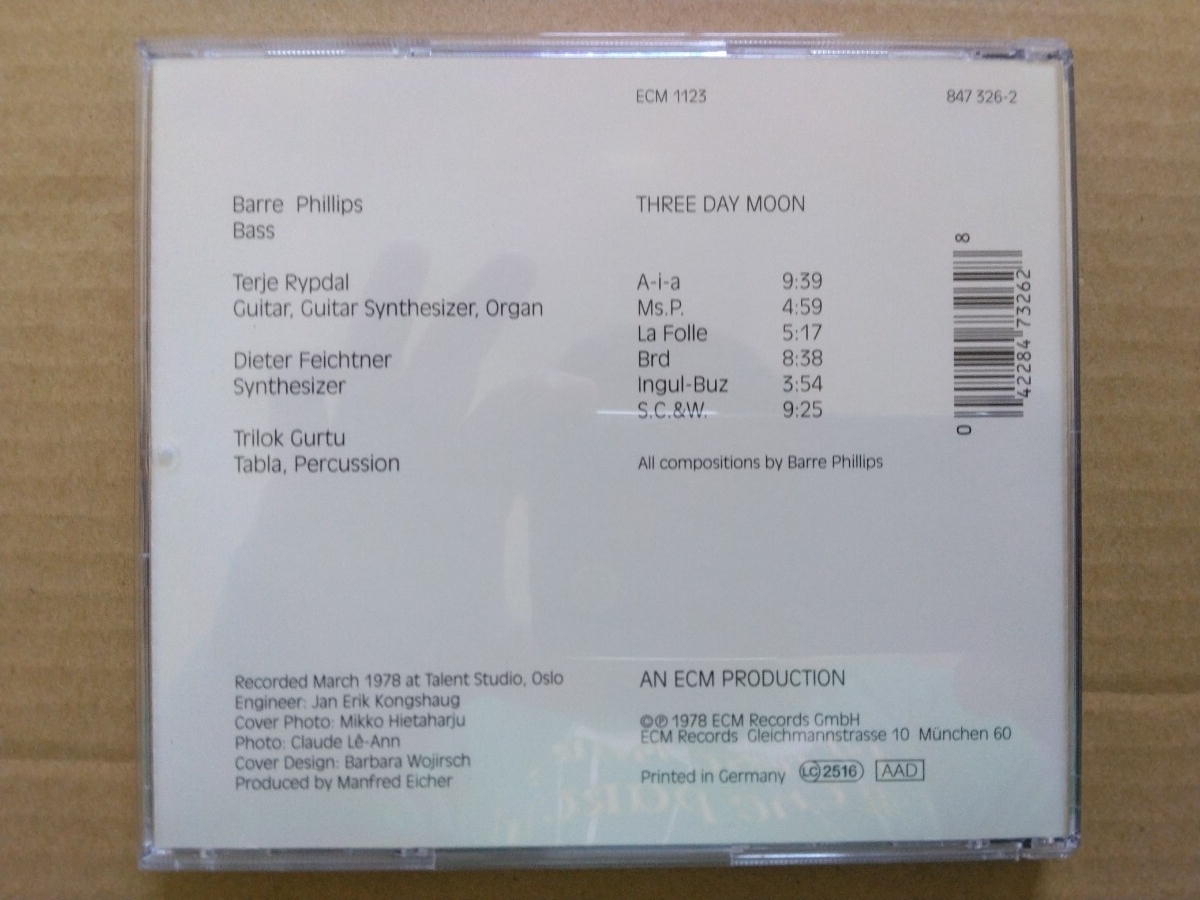 ECM 1123
847 326-2
Barre Phillips
Bass
Terje Rypdal
Guitar, Guitar Synthesizer, Organ
Dieter Feichtner
Synthesizer
Trilok Gurtu
Tabla, Percussion
THREE DAY MOON
A-i-a 9:39
Ms.P. 4:59
La Folle 5:17
Brd 8:38
Ingul-Buz 3:54
S.C.&W. 9:25
All compositions by Barre Phillips
0 42284 73262 8
Recorded March 1978 at Talent Studio, Oslo
Engineer: Jan Erik Kongshaug
Cover Photo: Mikko Hietaharju
Photo: Claude Lê-Ann
Cover Design: Barbara Wojirsch
Produced by Manfred Eicher
AN ECM PRODUCTION
©℗ 1978 ECM Records GmbH
ECM Records Gleichmannstrasse 10 München 60
Printed in Germany LC 2516 AAD